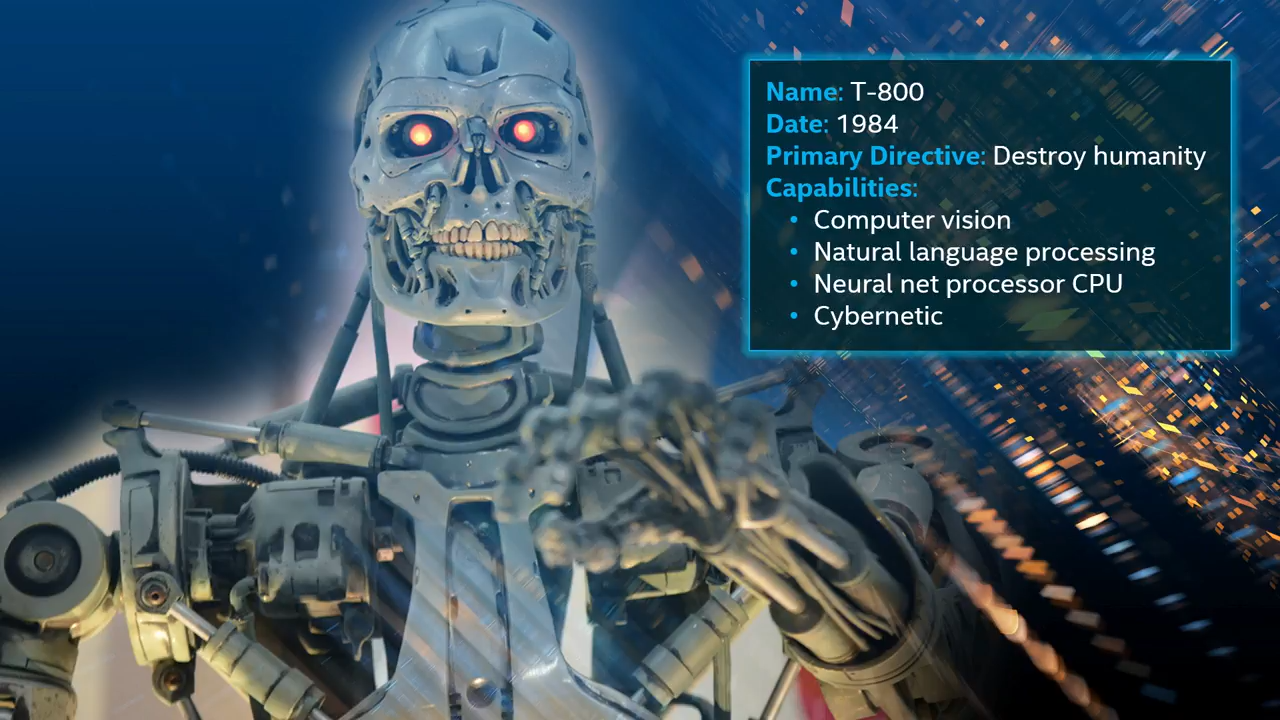 Name: T-800
Date: 1984
Primary Directive: Destroy humanity
Capabilities:
• Computer vision
• Natural language processing
• Neural net processor CPU
• Cybernetic